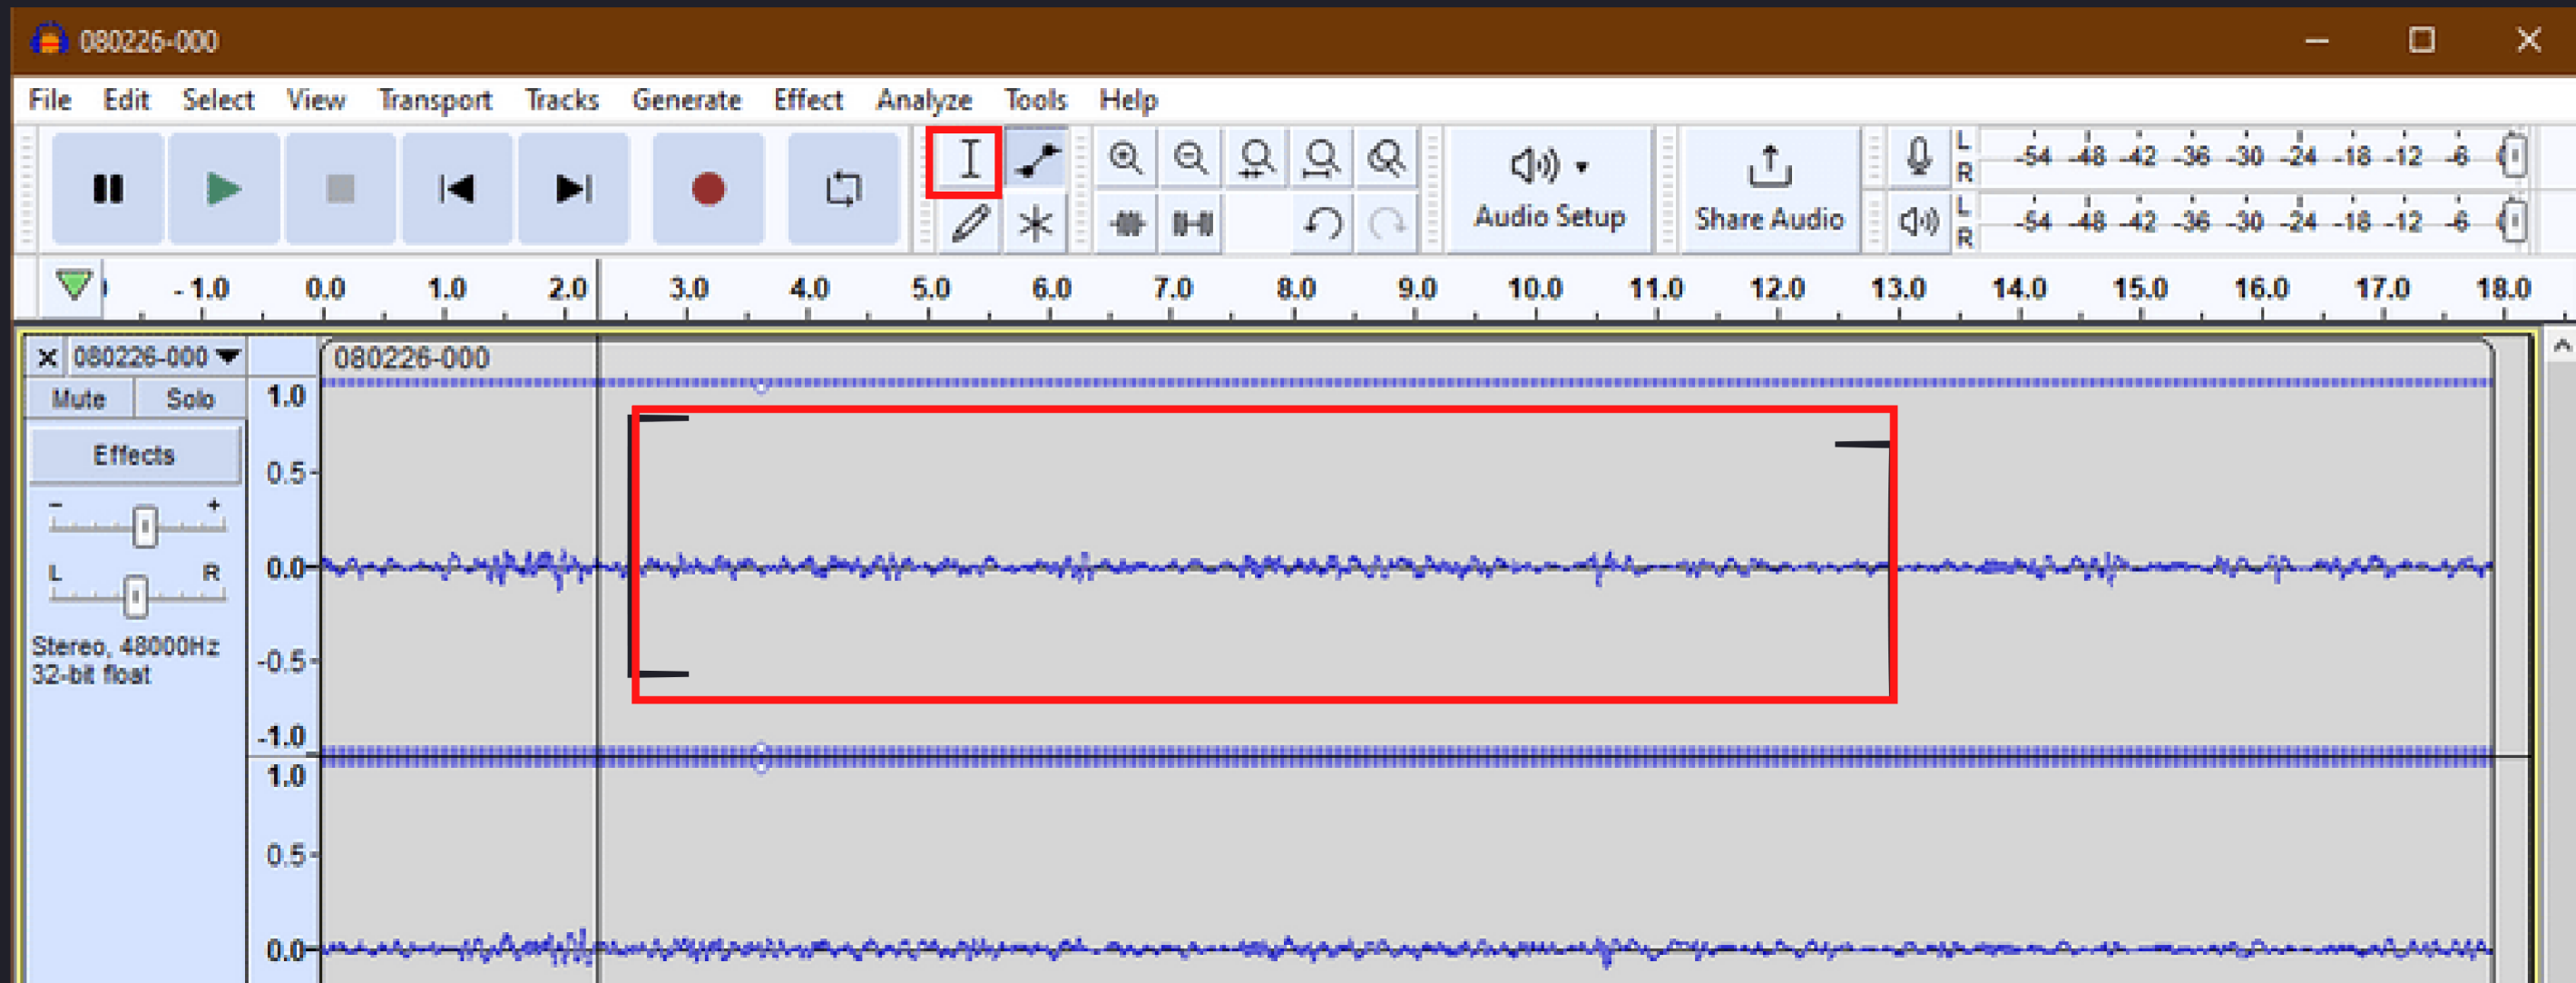 080226-000
File Edit Select View Transport Tracks Generate Effect Analyze Tools Help
L -54 -48 -42 -36 -30 -24 -18 -12 -6
R
Audio Setup
Share Audio
L -54 -48 -42 -36 -30 -24 -18 -12 -6
R
-1.0 0.0 1.0 2.0 3.0 4.0 5.0 6.0 7.0 8.0 9.0 10.0 11.0 12.0 13.0 14.0 15.0 16.0 17.0 18.0
080226-000
080226-000
Mute Solo
Effects
- +
L R
Stereo, 48000Hz
32-bit float
1.0
0.5
0.0
-0.5
-1.0
1.0
0.5
0.0